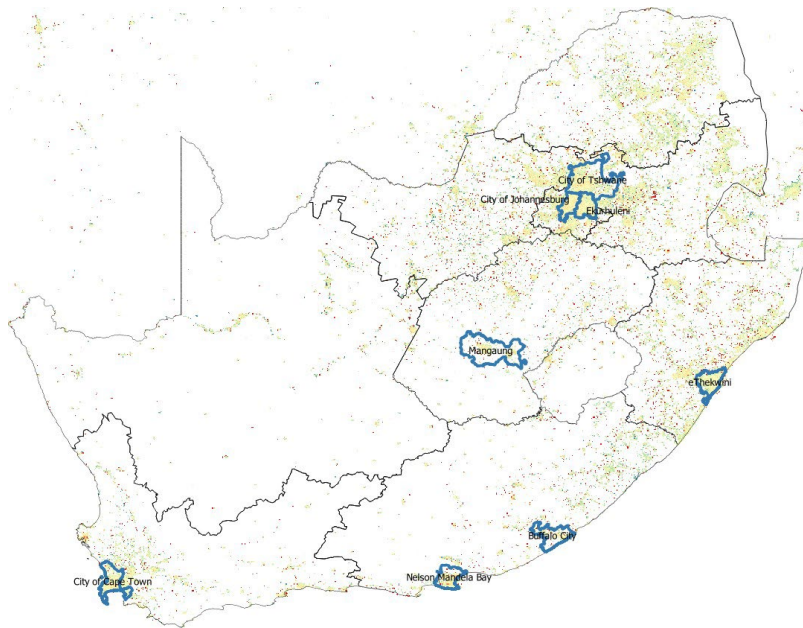 City of Tshwane
City of Johannesburg
Ekurhuleni
Mangaung
eThekwini
Buffalo City
Nelson Mandela Bay
City of Cape Town